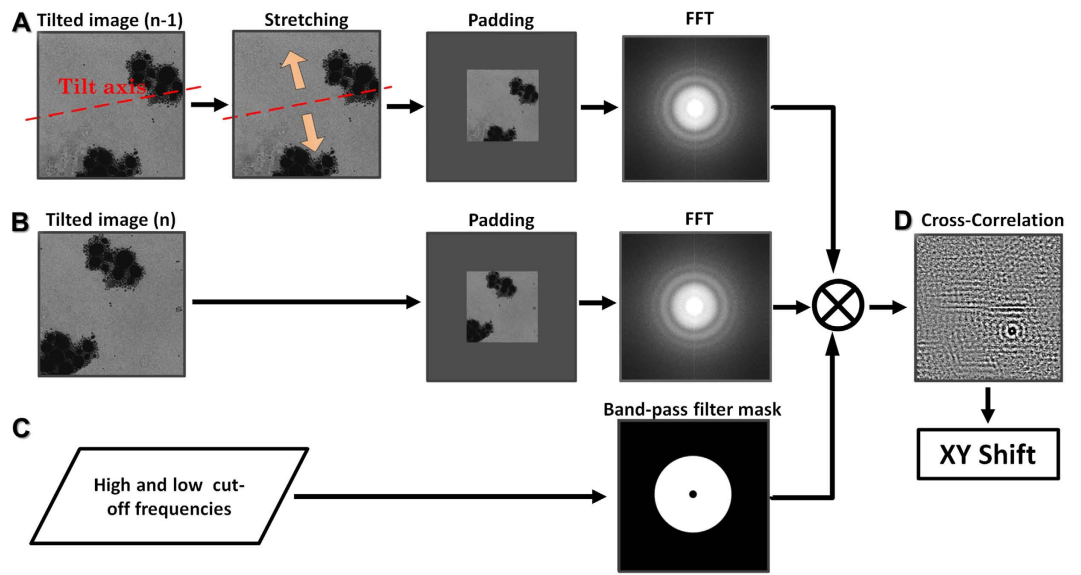 A
Tilted image (n-1)
Stretching
Padding
FFT
Tilt axis
B
Tilted image (n)
Padding
FFT
D
Cross-Correlation
C
Band-pass filter mask
High and low cut-
off frequencies
XY Shift